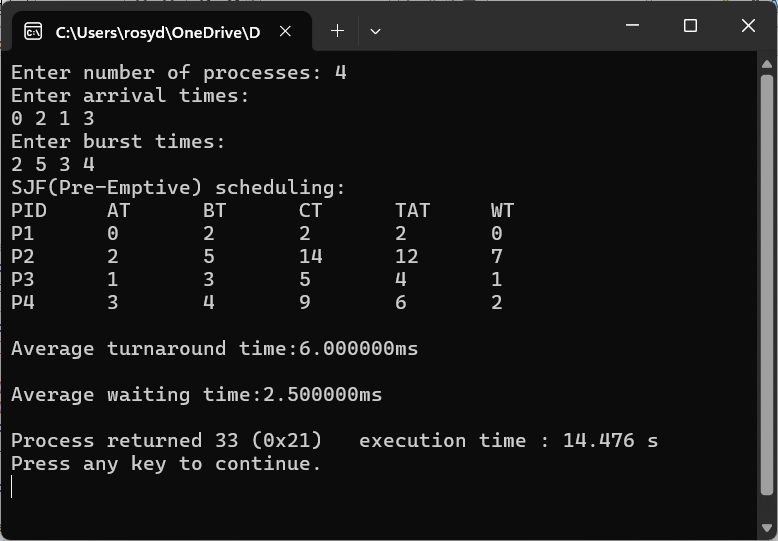 C:\Users\rosyd\OneDrive\D
Enter number of processes: 4
Enter arrival times:
0 2 1 3
Enter burst times:
2 5 3 4
SJF(Pre-Emptive) scheduling:
PID AT BT CT TAT WT
P1 0 2 2 2 0
P2 2 5 14 12 7
P3 1 3 5 4 1
P4 3 4 9 6 2
Average turnaround time:6.000000ms
Average waiting time:2.500000ms
Process returned 33 (0x21) execution time : 14.476 s
Press any key to continue.